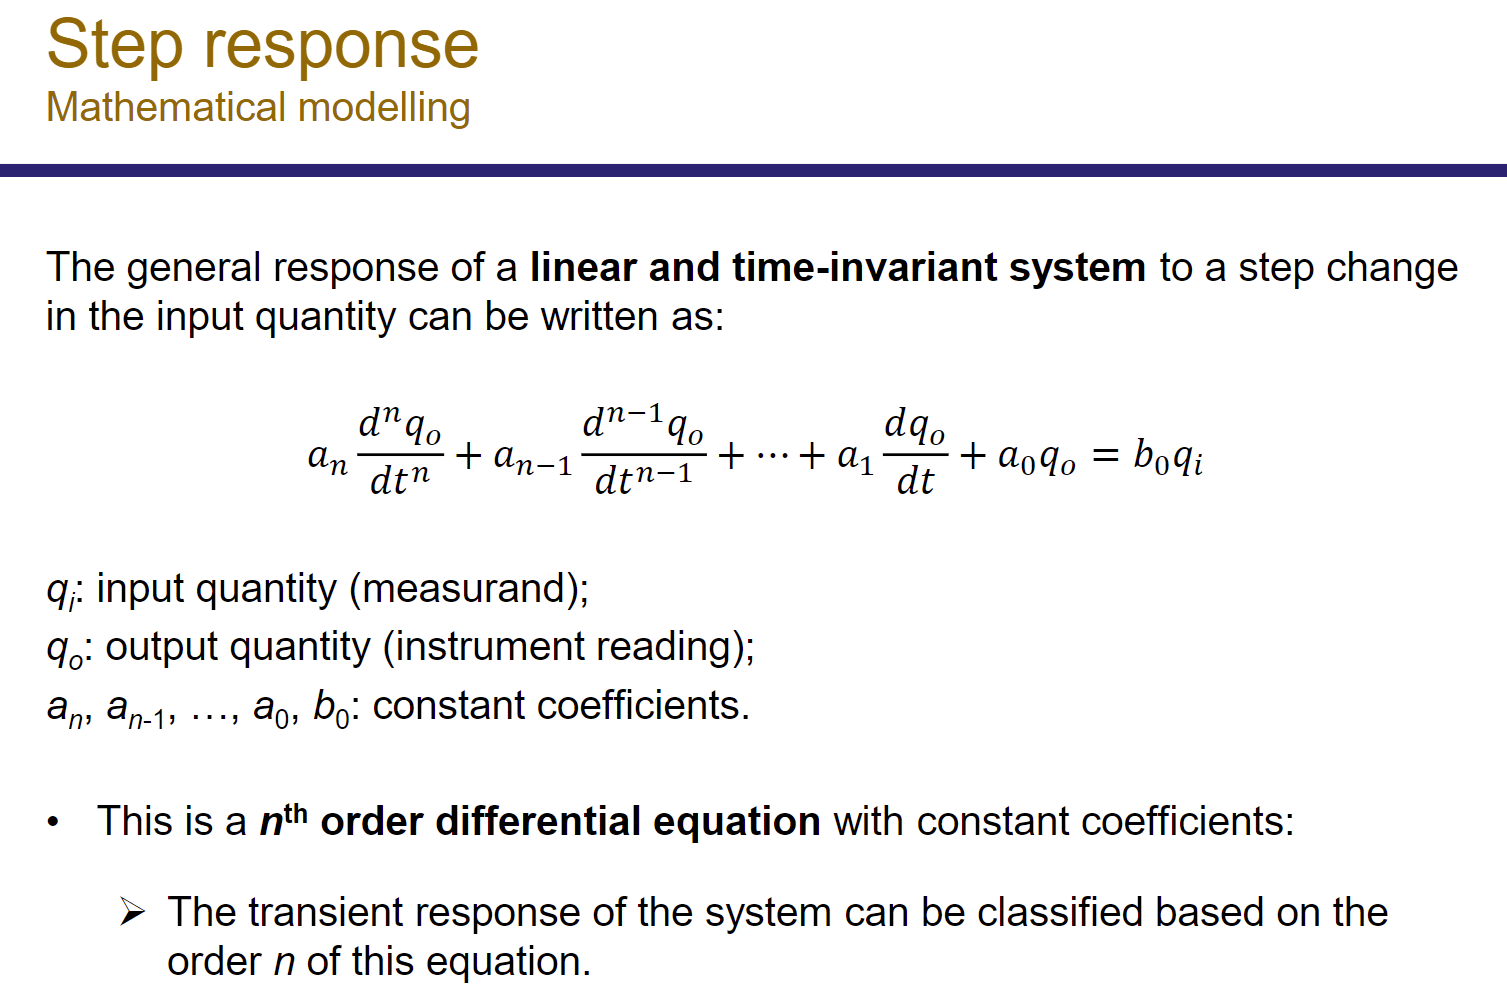 Step response
Mathematical modelling
The general response of a linear and time-invariant system to a step change
in the input quantity can be written as:
$a_n \frac{d^n q_o}{dt^n} + a_{n-1} \frac{d^{n-1} q_o}{dt^{n-1}} + \cdots + a_1 \frac{dq_o}{dt} + a_0 q_o = b_0 q_i$
q_i: input quantity (measurand);
q_o: output quantity (instrument reading);
a_n, a_{n-1}, …, a_0, b_0: constant coefficients.
• This is a nth order differential equation with constant coefficients:
➢ The transient response of the system can be classified based on the
order n of this equation.